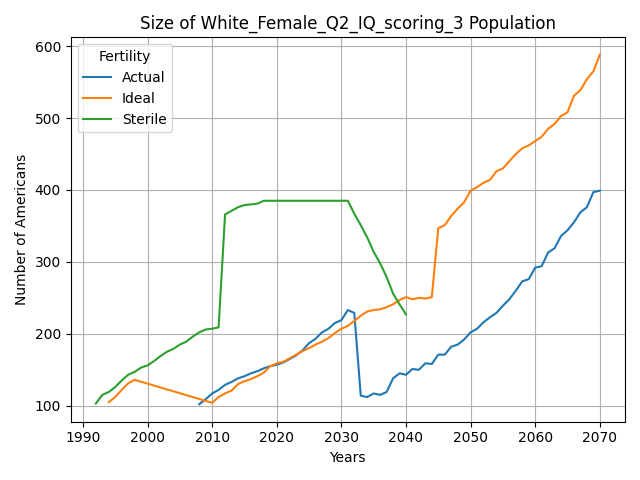 Size of White_Female_Q2_IQ_scoring_3 Population
Fertility
Actual
Ideal
Sterile
Number of Americans
600
500
400
300
200
100
1990
2000
2010
2020
2030
2040
2050
2060
2070
Years